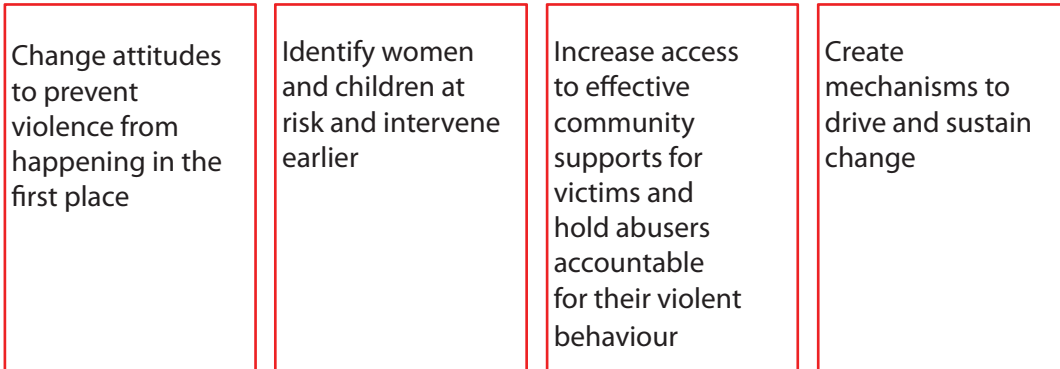 Change attitudes
to prevent
violence from
happening in the
first place
Identify women
and children at
risk and intervene
earlier
Increase access
to effective
community
supports for
victims and
hold abusers
accountable
for their violent
behaviour
Create
mechanisms to
drive and sustain
change